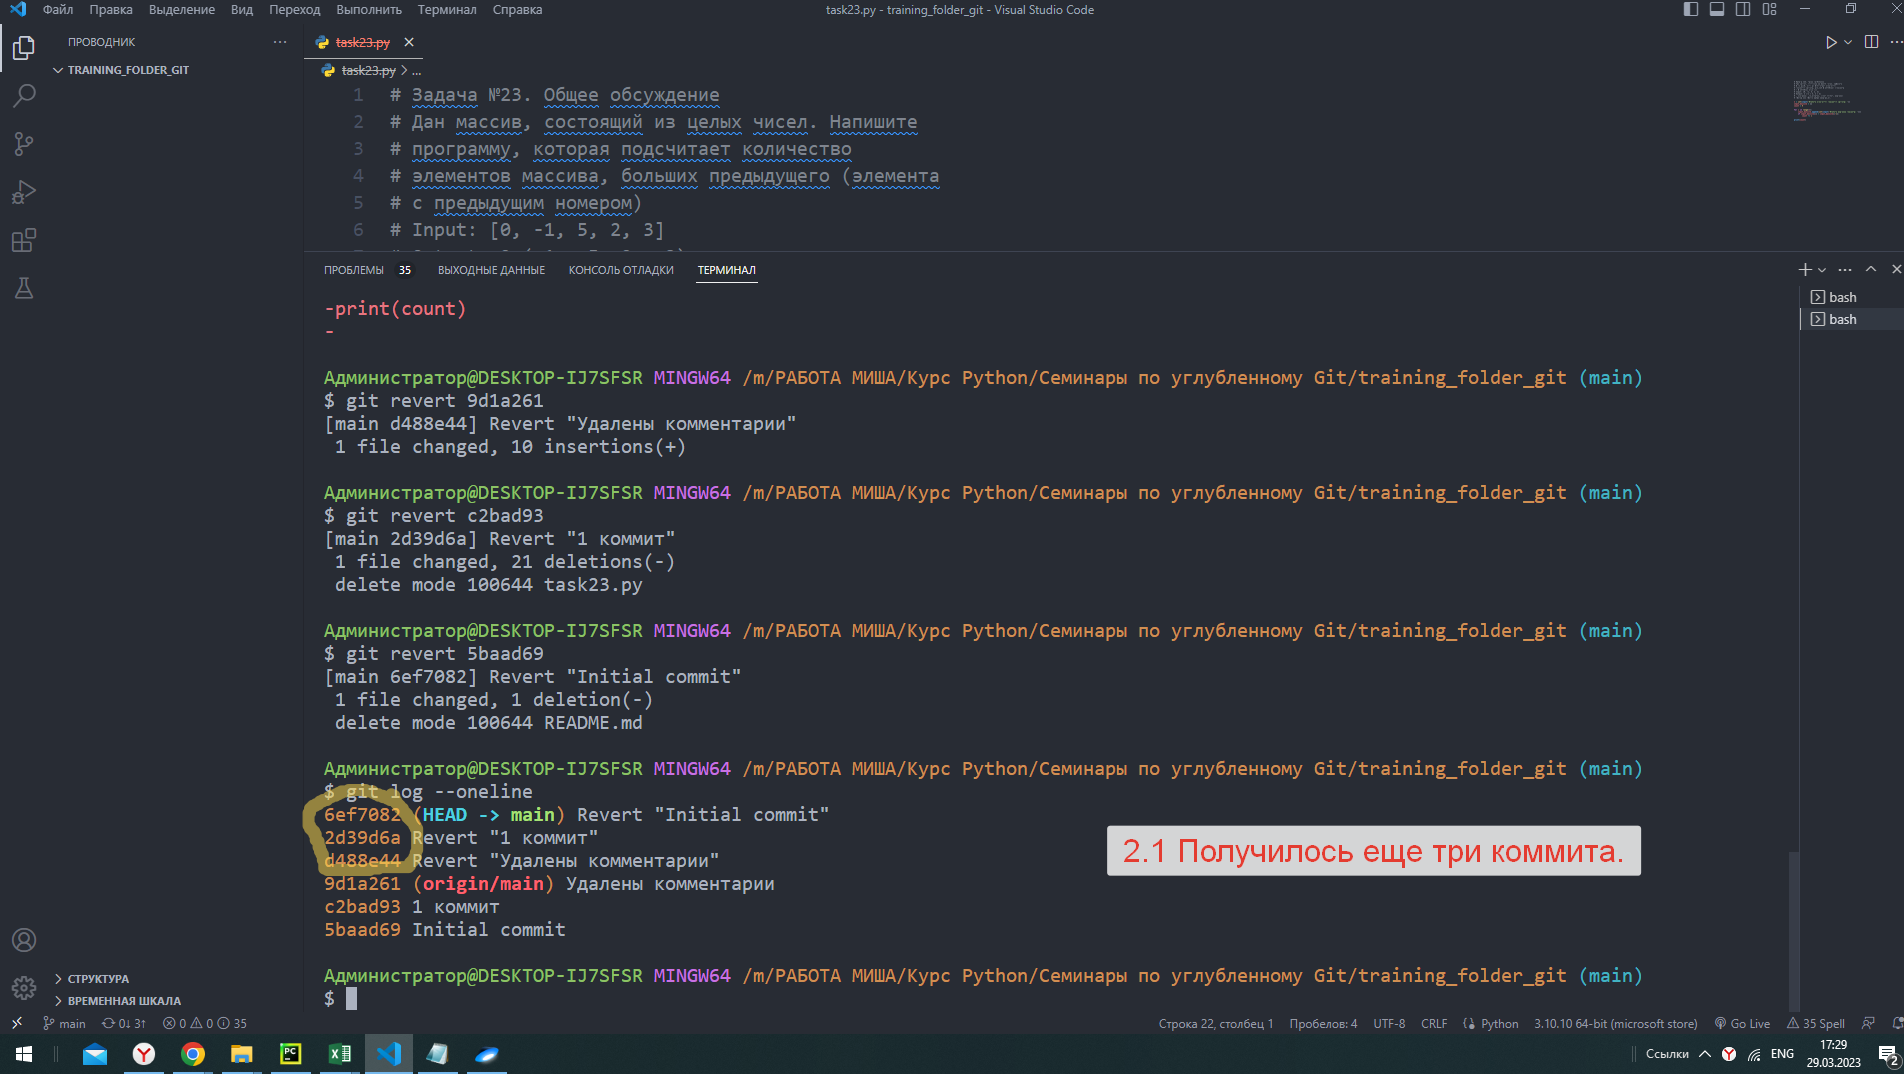 Файл Правка Выделение Вид Переход Выполнить Терминал Справка
task23.py - training_folder_git - Visual Studio Code
ПРОВОДНИК
TRAINING_FOLDER_GIT
task23.py
task23.py > ...
1 # Задача №23. Общее обсуждение
2 # Дан массив, состоящий из целых чисел. Напишите
3 # программу, которая подсчитает количество
4 # элементов массива, больших предыдущего (элемента
5 # с предыдущим номером)
6 # Input: [0, -1, 5, 2, 3]
ПРОБЛЕМЫ 35 ВЫХОДНЫЕ ДАННЫЕ КОНСОЛЬ ОТЛАДКИ ТЕРМИНАЛ
bash
bash
-print(count)
-
Администратор@DESKTOP-IJ7SFSR MINGW64 /m/РАБОТА МИША/Курс Python/Семинары по углубленному Git/training_folder_git (main)
$ git revert 9d1a261
[main d488e44] Revert "Удалены комментарии"
1 file changed, 10 insertions(+)
Администратор@DESKTOP-IJ7SFSR MINGW64 /m/РАБОТА МИША/Курс Python/Семинары по углубленному Git/training_folder_git (main)
$ git revert c2bad93
[main 2d39d6a] Revert "1 коммит"
1 file changed, 21 deletions(-)
delete mode 100644 task23.py
Администратор@DESKTOP-IJ7SFSR MINGW64 /m/РАБОТА МИША/Курс Python/Семинары по углубленному Git/training_folder_git (main)
$ git revert 5baad69
[main 6ef7082] Revert "Initial commit"
1 file changed, 1 deletion(-)
delete mode 100644 README.md
Администратор@DESKTOP-IJ7SFSR MINGW64 /m/РАБОТА МИША/Курс Python/Семинары по углубленному Git/training_folder_git (main)
$ git log --oneline
6ef7082 (HEAD -> main) Revert "Initial commit"
2d39d6a Revert "1 коммит"
d488e44 Revert "Удалены комментарии"
9d1a261 (origin/main) Удалены комментарии
c2bad93 1 коммит
5baad69 Initial commit
2.1 Получилось еще три коммита.
Администратор@DESKTOP-IJ7SFSR MINGW64 /m/РАБОТА МИША/Курс Python/Семинары по углубленному Git/training_folder_git (main)
$
СТРУКТУРА
ВРЕМЕННАЯ ШКАЛА
main 0↓ 3↑ 0 0 35
Строка 22, столбец 1 Пробелов: 4 UTF-8 CRLF Python 3.10.10 64-bit (microsoft store) Go Live 35 Spell
Ссылки ENG 17:29
29.03.2023 2